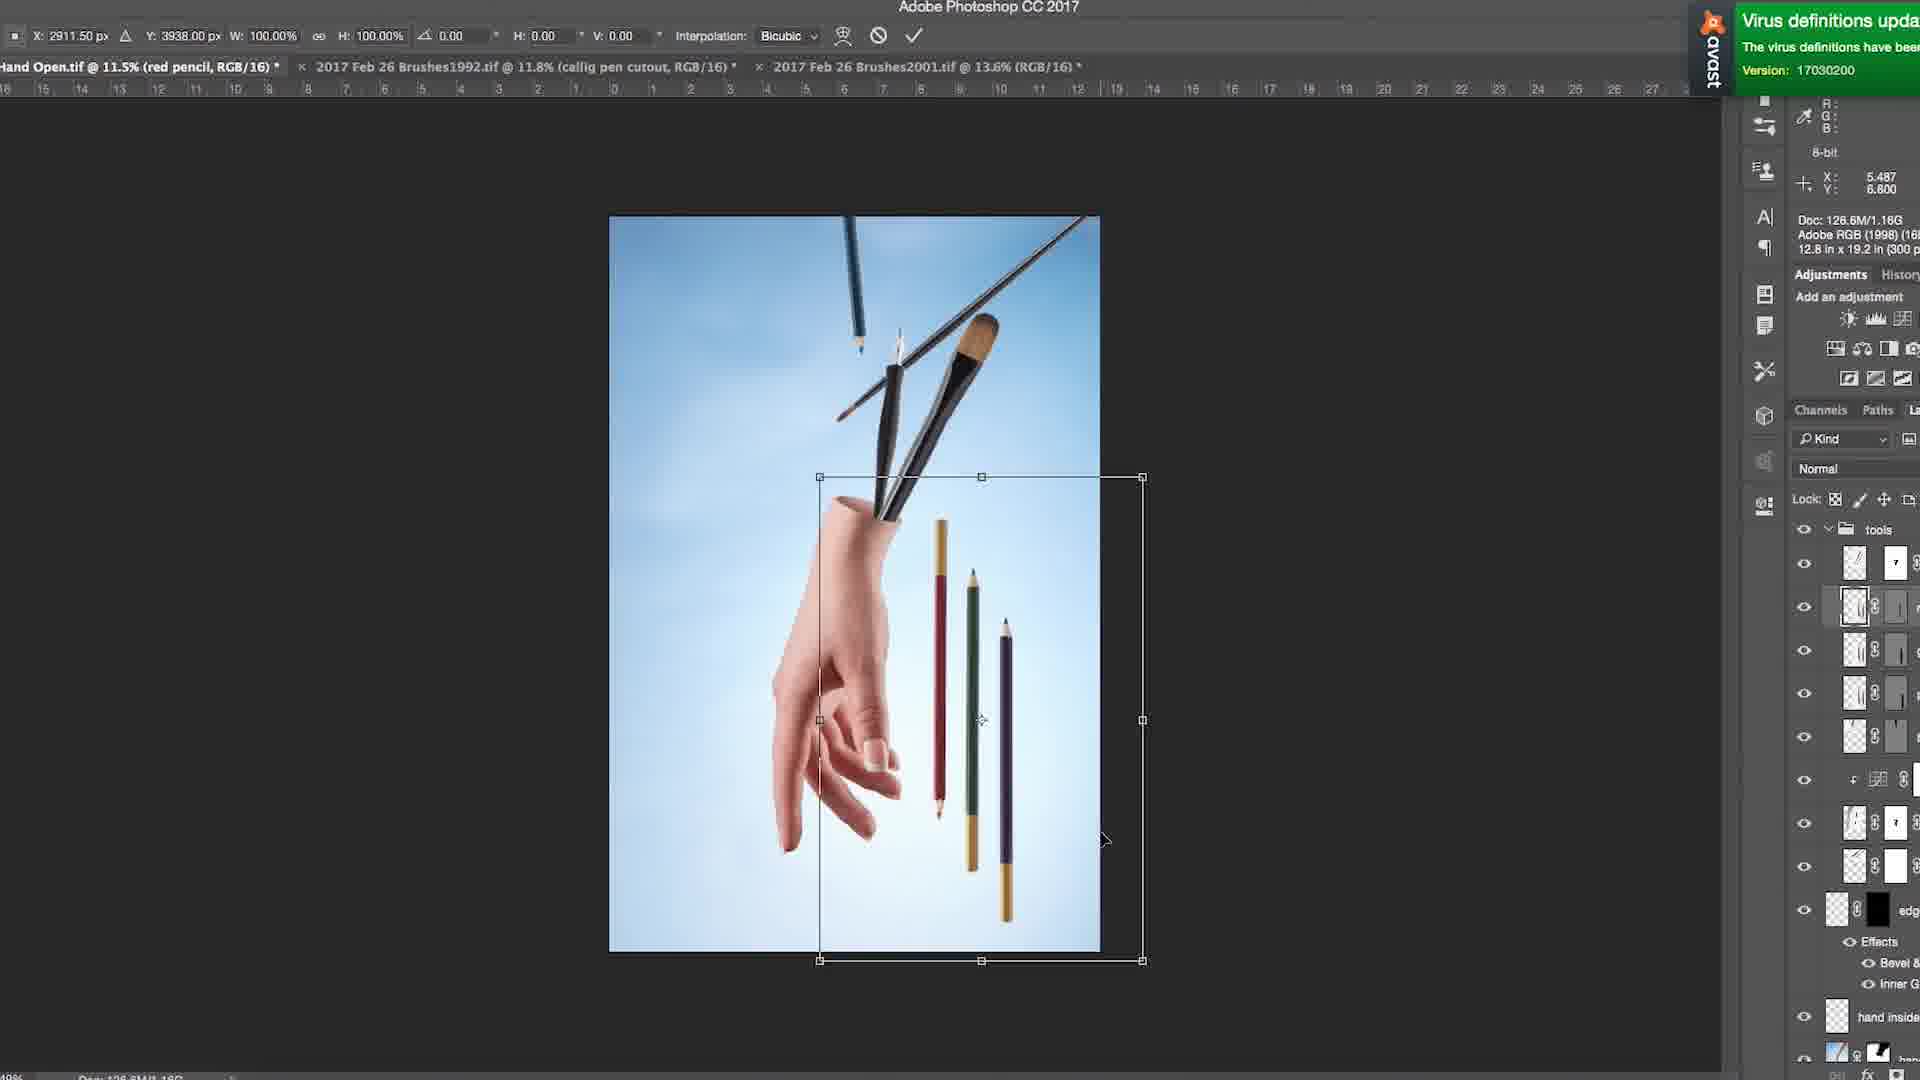 Adobe Photoshop CC 2017
X: 2911.50 px Y: 3938.00 px W: 100.00% H: 100.00% 0.00 ° H: 0.00 ° V: 0.00 ° Interpolation: Bicubic
Hand Open.tif @ 11.5% (red pencil, RGB/16) * × 2017 Feb 26 Brushes1992.tif @ 11.8% (callig pen cutout, RGB/16) * × 2017 Feb 26 Brushes2001.tif @ 13.6% (RGB/16) *
16 15 14 13 12 11 10 9 8 7 6 5 4 3 2 1 0 1 2 3 4 5 6 7 8 9 10 11 12 13 14 15 16 17 18 19 20 21 22 23 24 25 26 27
avast
Virus definitions upda
The virus definitions have been
Version: 17030200
R:
G:
B:
8-bit
X: 5.487
Y: 6.800
Doc: 126.6M/1.16G
Adobe RGB (1998) (16
12.8 in x 19.2 in (300 p
Adjustments History
Add an adjustment
Channels Paths La
Kind
Normal
Lock:
tools
edg
Effects
Bevel &
Inner G
hand inside
fx